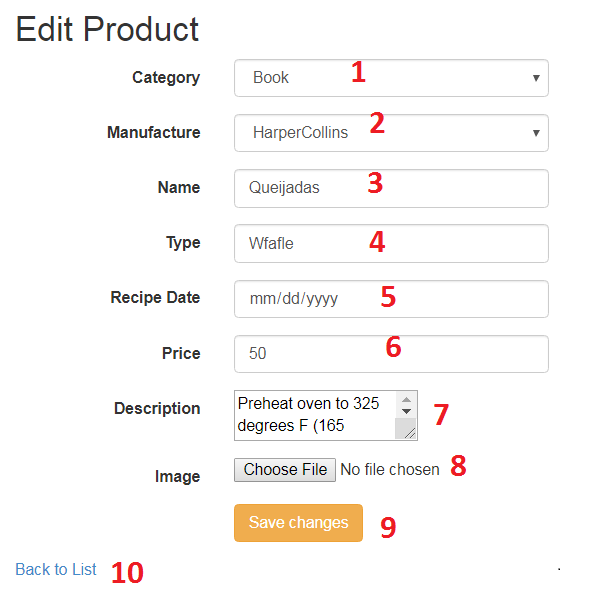 Edit Product
Category Book 1
Manufacture HarperCollins 2
Name Queijadas 3
Type Wfafle 4
Recipe Date mm/dd/yyyy 5
Price 50 6
Description Preheat oven to 325
degrees F (165 7
Image Choose File No file chosen 8
Save changes 9
Back to List 10 .